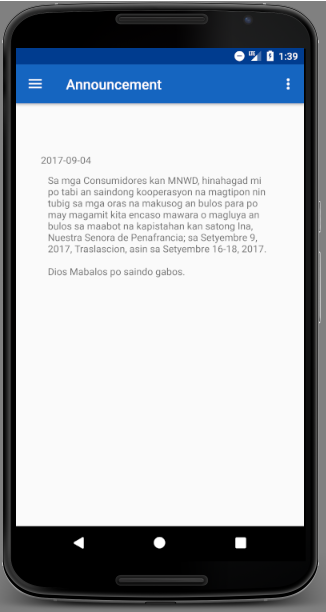 1:39
Announcement
2017-09-04
Sa mga Consumidores kan MNWD, hinahagad mi
po tabi an saindong kooperasyon na magtipon nin
tubig sa mga oras na makusog an bulos para po
may magamit kita encaso mawara o magluya an
bulos sa maabot na kapistahan kan satong Ina,
Nuestra Senora de Penafrancia; sa Setyembre 9,
2017, Traslascion, asin sa Setyembre 16-18, 2017.
Dios Mabalos po saindo gabos.